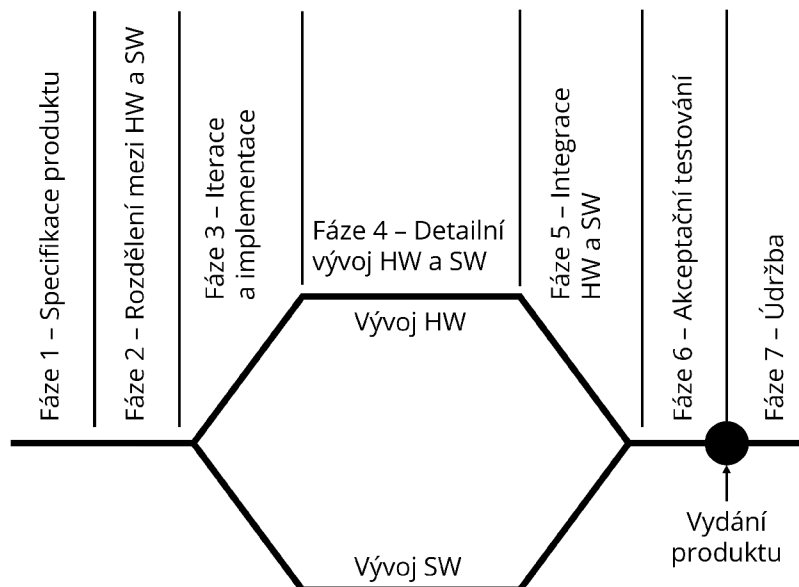 Fáze 1 – Specifikace produktu
Fáze 2 – Rozdělení mezi HW a SW
Fáze 3 – Iterace
a implementace
Fáze 4 – Detailní
vývoj HW a SW
Fáze 5 – Integrace
HW a SW
Fáze 6 – Akceptační testování
Fáze 7 – Údržba
Vývoj HW
Vývoj SW
Vydání
produktu